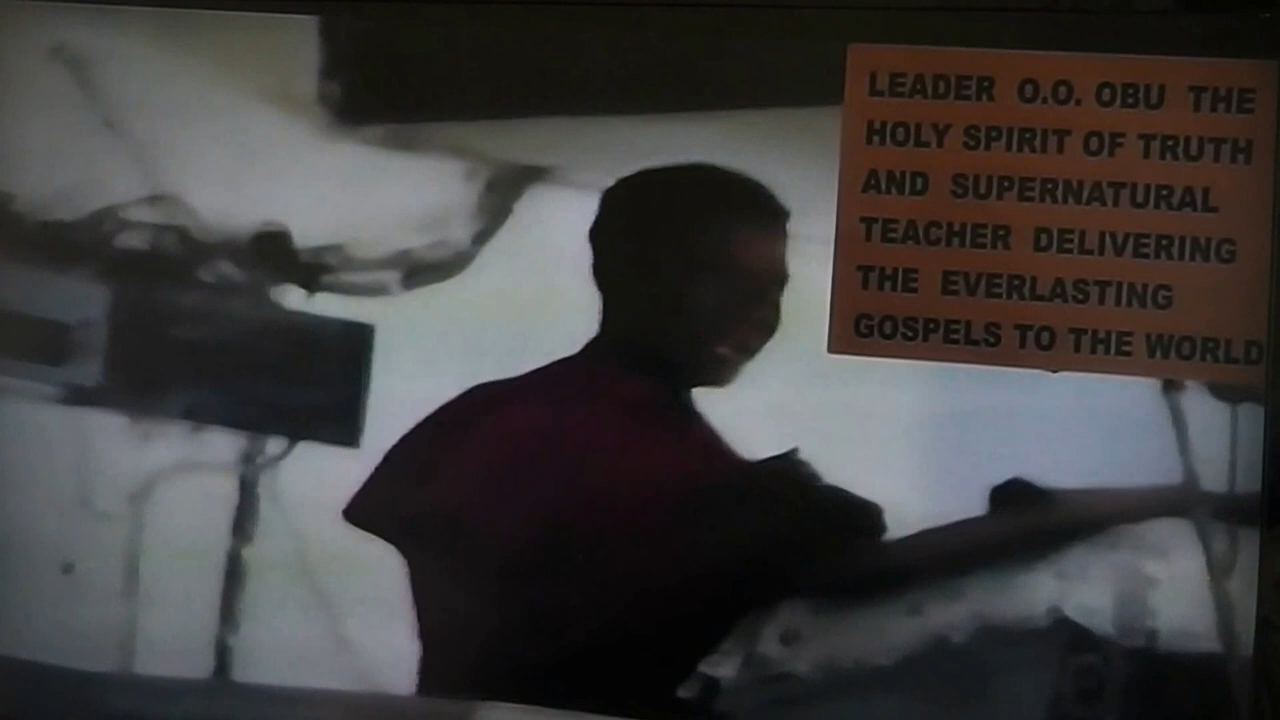 LEADER O.O. OBU THE
HOLY SPIRIT OF TRUTH
AND SUPERNATURAL
TEACHER DELIVERING
THE EVERLASTING
GOSPELS TO THE WORLD